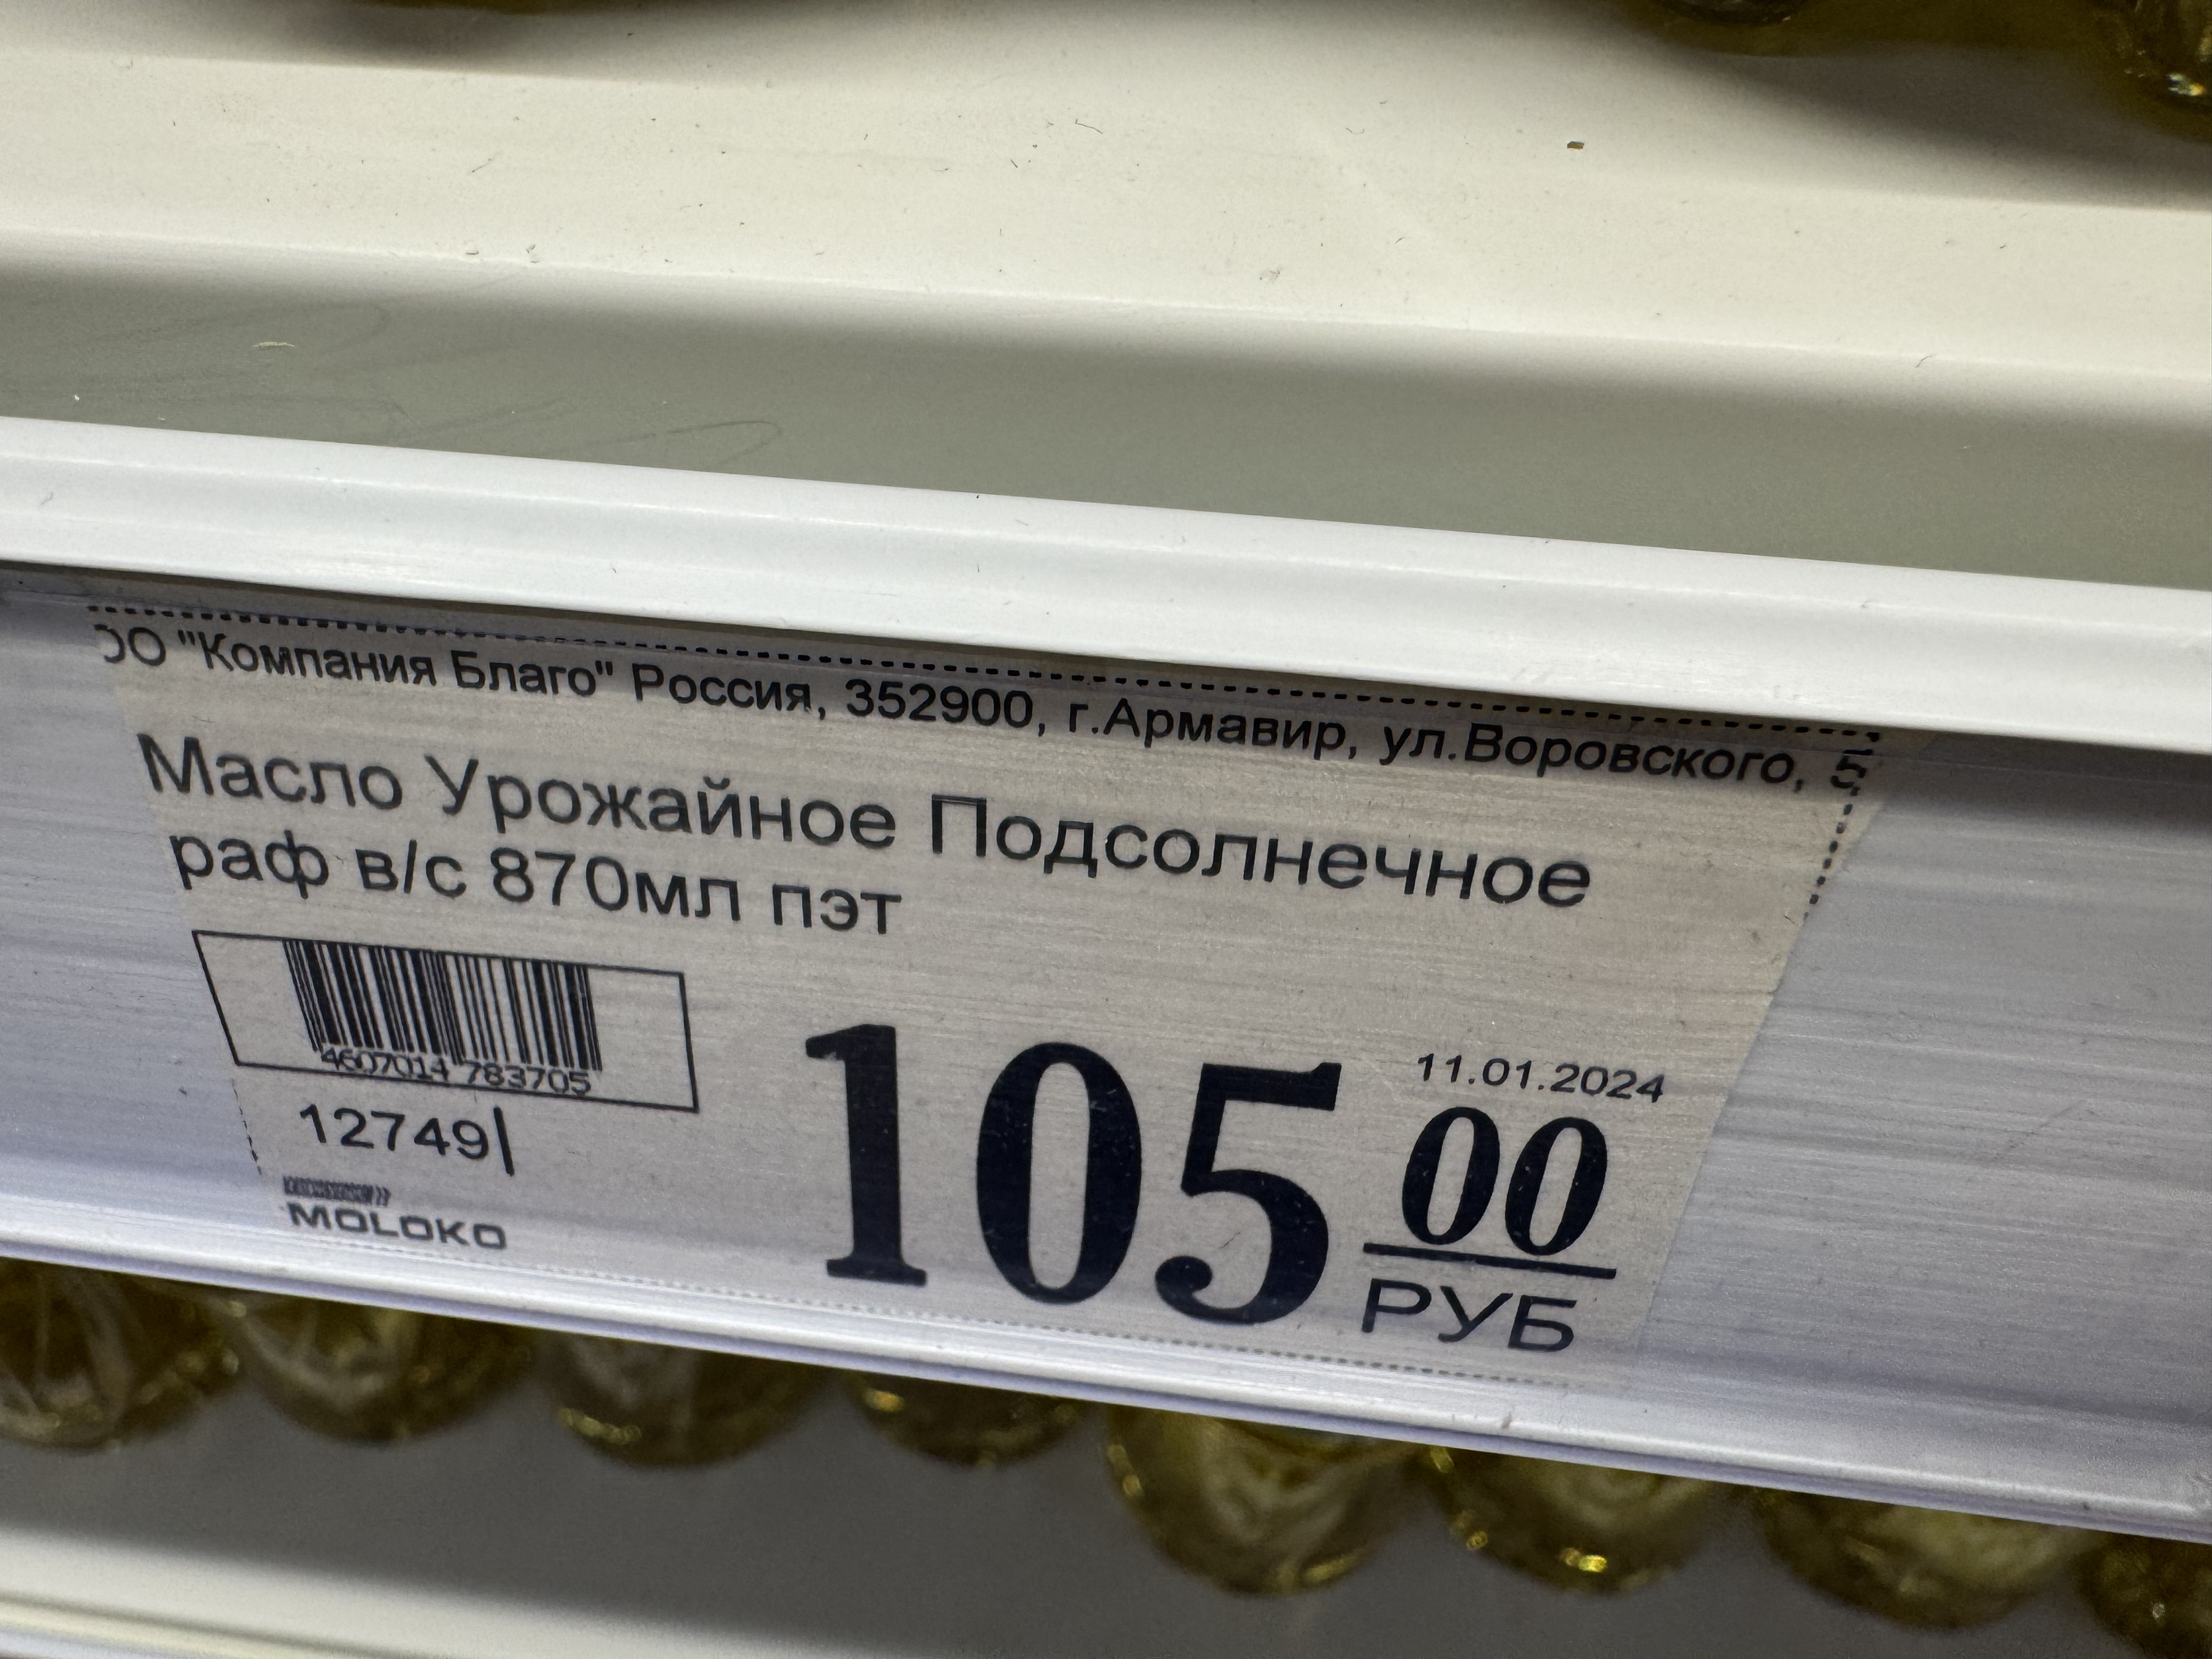 ОО "Компания Благо" Россия, 352900, г.Армавир, ул.Воровского, 5
Масло Урожайное Подсолнечное
раф в/с 870мл пэт
4607014 783705
12749|
MOLOKO
11.01.2024
105 00
РУБ